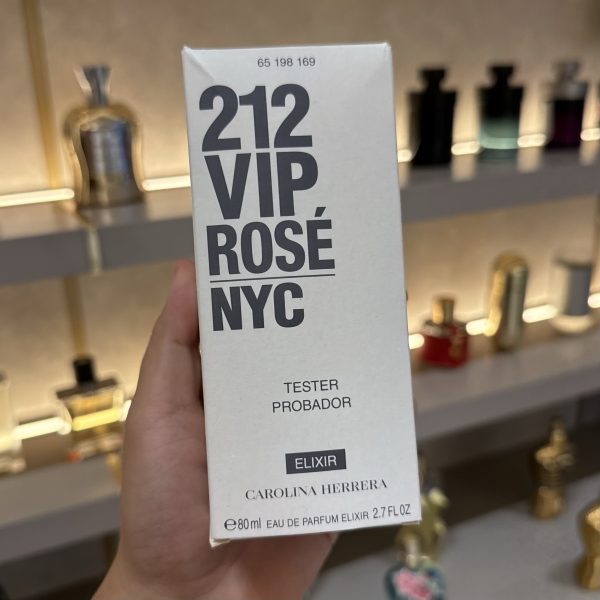 65 198 169
212
VIP
ROSÉ
NYC
TESTER
PROBADOR
ELIXIR
CAROLINA HERRERA
℮80ml EAU DE PARFUM ELIXIR 2.7 FL OZ